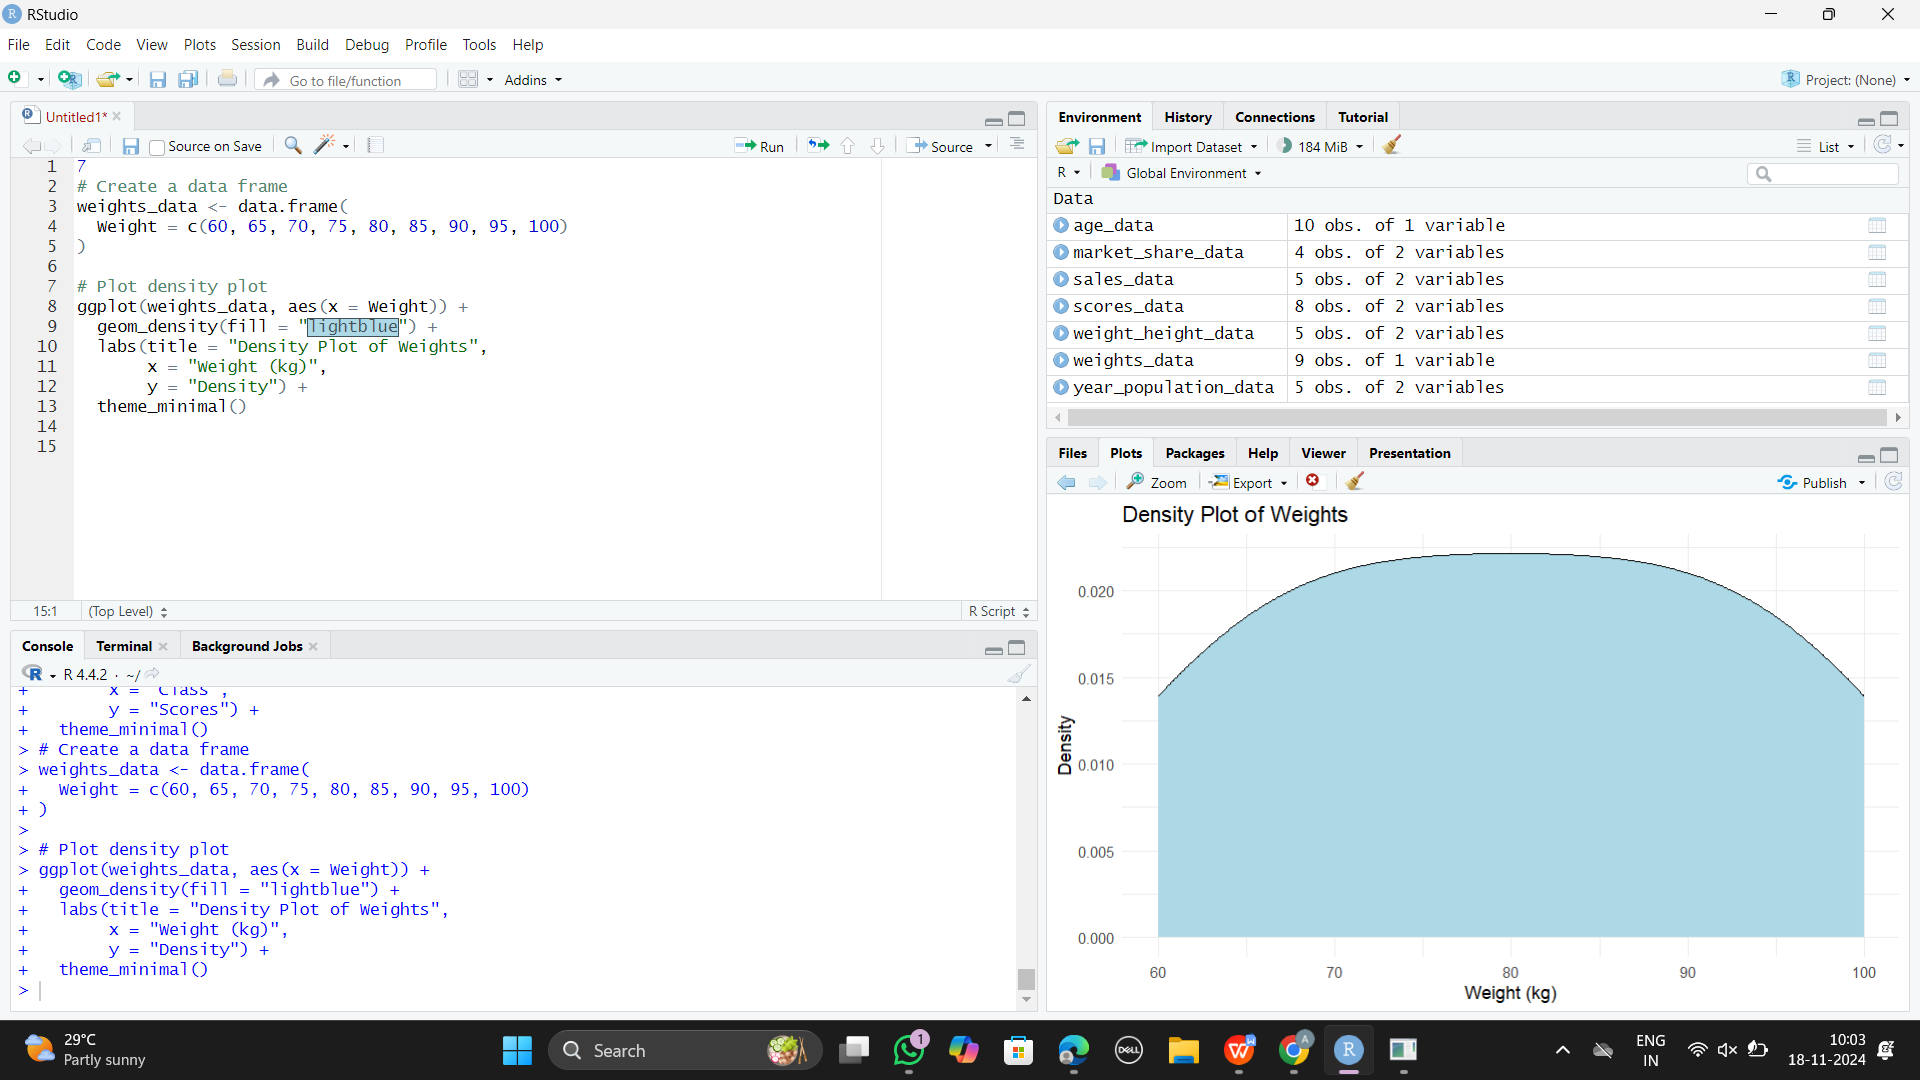 RStudio
File Edit Code View Plots Session Build Debug Profile Tools Help
Go to file/function Addins Project: (None)
Untitled1*
Source on Save Run Source
1 7
2 # Create a data frame
3 weights_data <- data.frame(
4 Weight = c(60, 65, 70, 75, 80, 85, 90, 95, 100)
5 )
6
7 # Plot density plot
8 ggplot(weights_data, aes(x = Weight)) +
9 geom_density(fill = "lightblue") +
10 labs(title = "Density Plot of Weights",
11 x = "Weight (kg)",
12 y = "Density") +
13 theme_minimal()
14
15
15:1 (Top Level) R Script
Console Terminal Background Jobs
R R 4.4.2 · ~/
+ x = "Class",
+ y = "Scores") +
+ theme_minimal()
> # Create a data frame
> weights_data <- data.frame(
+ Weight = c(60, 65, 70, 75, 80, 85, 90, 95, 100)
+ )
>
> # Plot density plot
> ggplot(weights_data, aes(x = Weight)) +
+ geom_density(fill = "lightblue") +
+ labs(title = "Density Plot of Weights",
+ x = "Weight (kg)",
+ y = "Density") +
+ theme_minimal()
>
Environment History Connections Tutorial
Import Dataset 184 MiB List
R Global Environment
Data
age_data 10 obs. of 1 variable
market_share_data 4 obs. of 2 variables
sales_data 5 obs. of 2 variables
scores_data 8 obs. of 2 variables
weight_height_data 5 obs. of 2 variables
weights_data 9 obs. of 1 variable
year_population_data 5 obs. of 2 variables
Files Plots Packages Help Viewer Presentation
Zoom Export Publish
Density Plot of Weights
0.020
0.015
0.010
0.005
0.000
Density
60 70 80 90 100
Weight (kg)
29°C
Partly sunny
Search
1
DELL
W
A
R
ENG
IN
10:03
18-11-2024